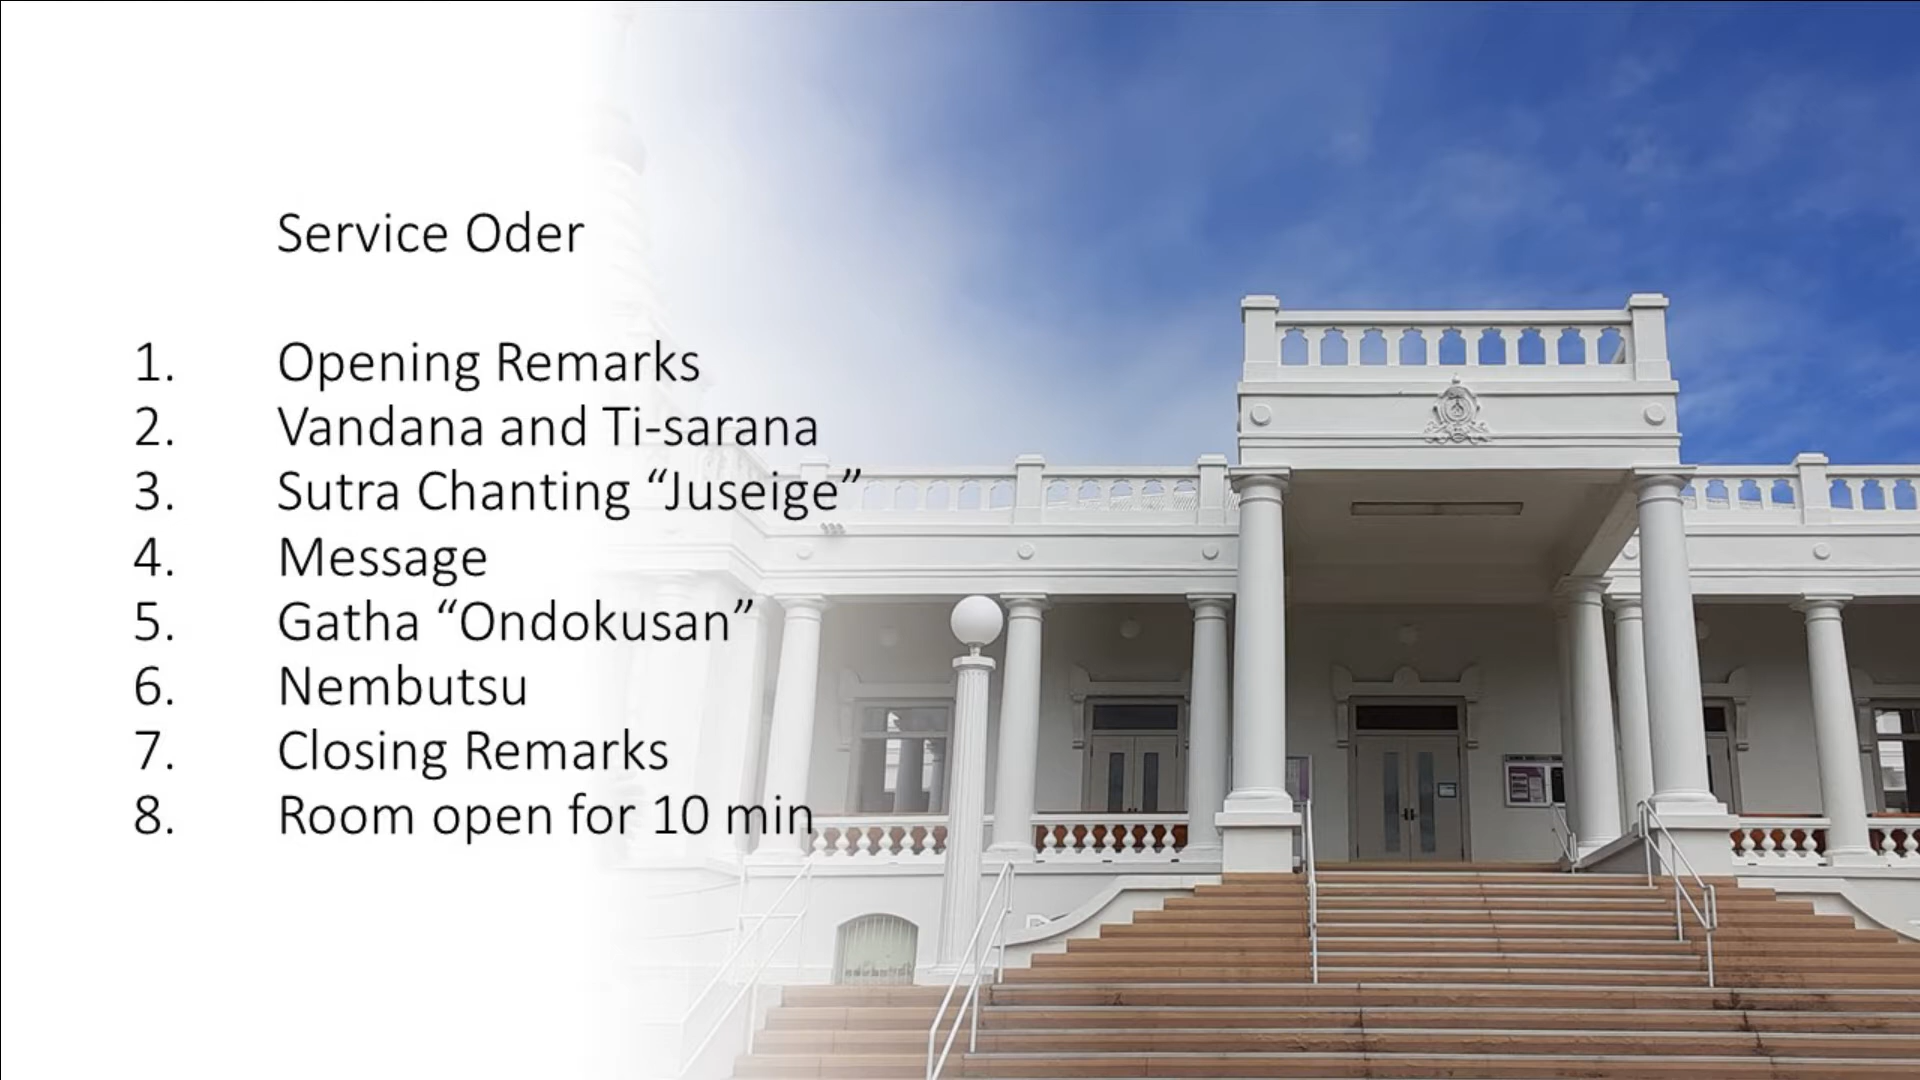 Service Oder
1. Opening Remarks
2. Vandana and Ti-sarana
3. Sutra Chanting “Juseige”
4. Message
5. Gatha “Ondokusan”
6. Nembutsu
7. Closing Remarks
8. Room open for 10 min